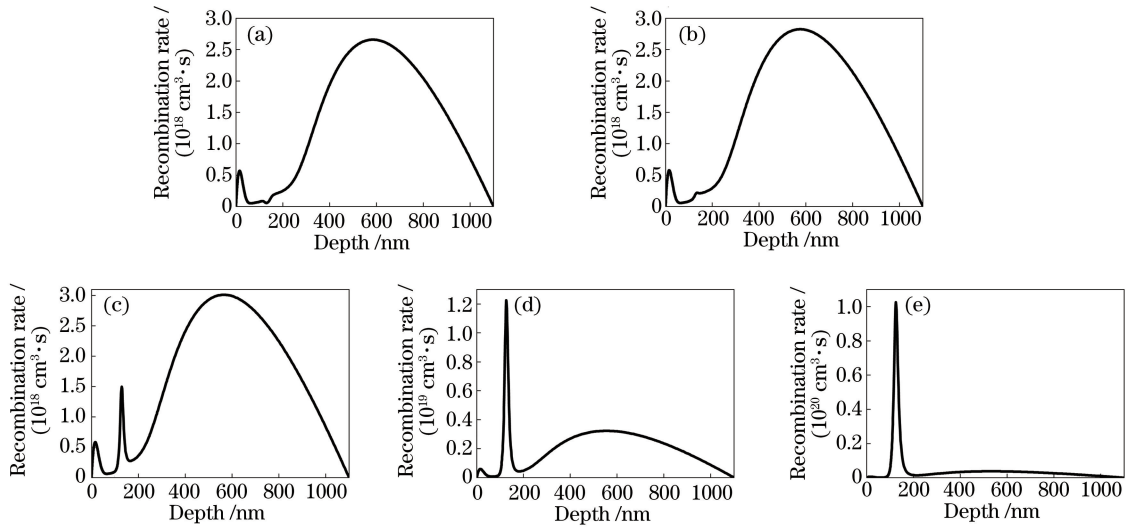 (a)
Recombination rate /
(10¹⁸ cm³·s)
3.0
2.5
2.0
1.5
1.0
0.5
0
0 200 400 600 800 1000
Depth /nm
(b)
Recombination rate /
(10¹⁸ cm³·s)
3.0
2.5
2.0
1.5
1.0
0.5
0
0 200 400 600 800 1000
Depth /nm
(c)
Recombination rate /
(10¹⁸ cm³·s)
3.0
2.5
2.0
1.5
1.0
0.5
0
0 200 400 600 800 1000
Depth /nm
(d)
Recombination rate /
(10¹⁹ cm³·s)
1.2
1.0
0.8
0.6
0.4
0.2
0
0 200 400 600 800 1000
Depth /nm
(e)
Recombination rate /
(10²⁰ cm³·s)
1.0
0.8
0.6
0.4
0.2
0
0 200 400 600 800 1000
Depth /nm